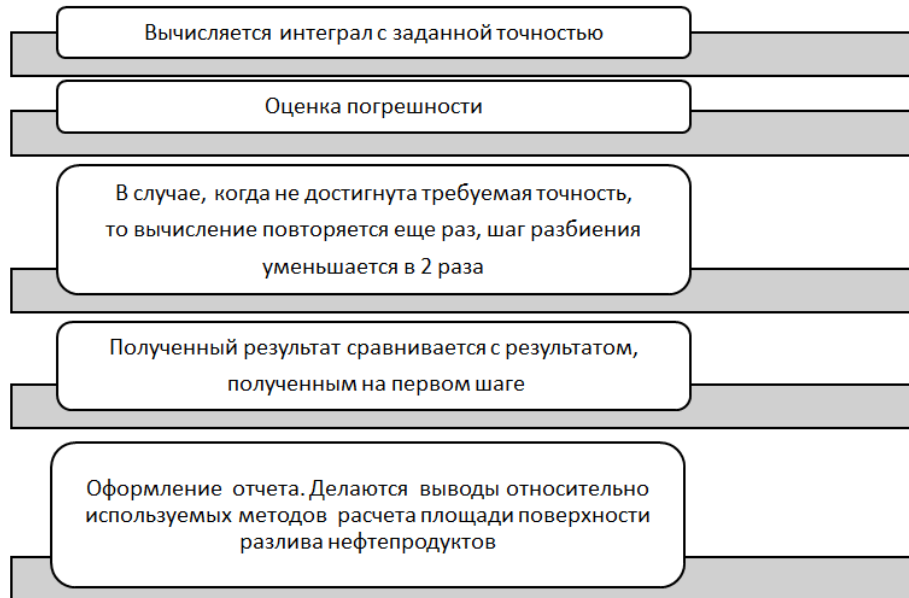 Вычисляется интеграл с заданной точностью
Оценка погрешности
В случае, когда не достигнута требуемая точность,
то вычисление повторяется еще раз, шаг разбиения
уменьшается в 2 раза
Полученный результат сравнивается с результатом,
полученным на первом шаге
Оформление отчета. Делаются выводы относительно
используемых методов расчета площади поверхности
разлива нефтепродуктов